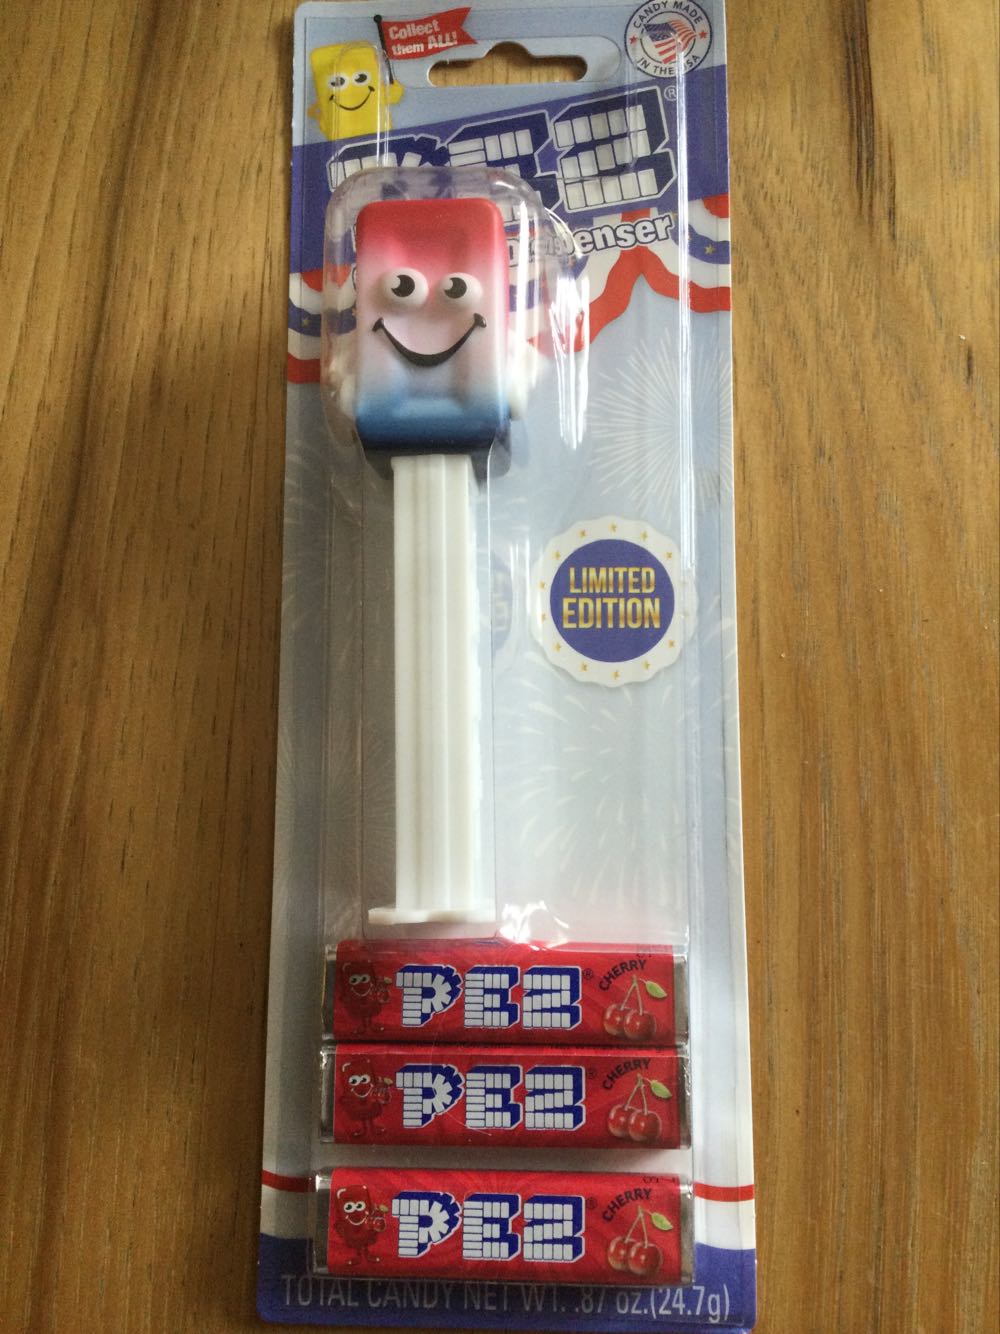 Collect
them ALL!
CANDY MADE
IN THE USA
PEZ ®
LIMITED
EDITION
PEZ ® CHERRY
PEZ ® CHERRY
PEZ ® CHERRY
TOTAL CANDY NET WT. .87 oz.(24.7g)